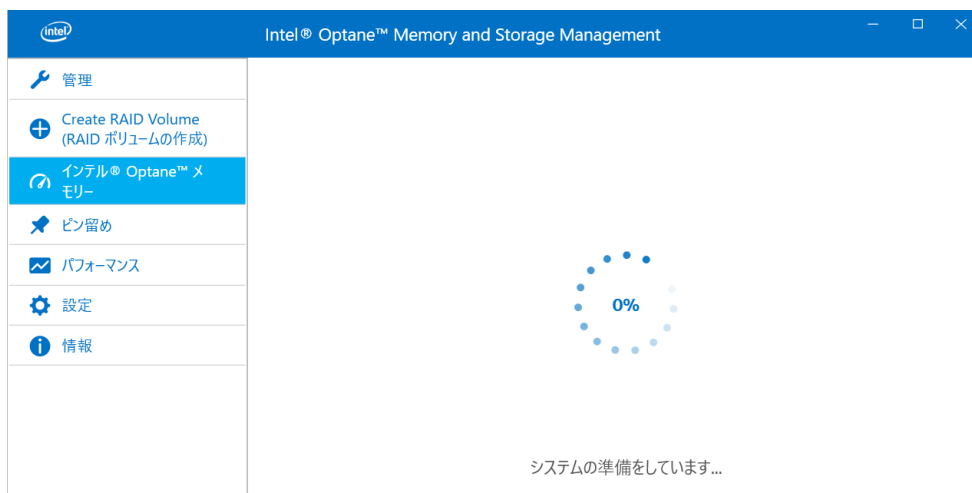 intel
Intel® Optane™ Memory and Storage Management
管理
Create RAID Volume
(RAID ボリュームの作成)
インテル® Optane™ メ
モリー
ピン留め
パフォーマンス
設定
情報
0%
システムの準備をしています...